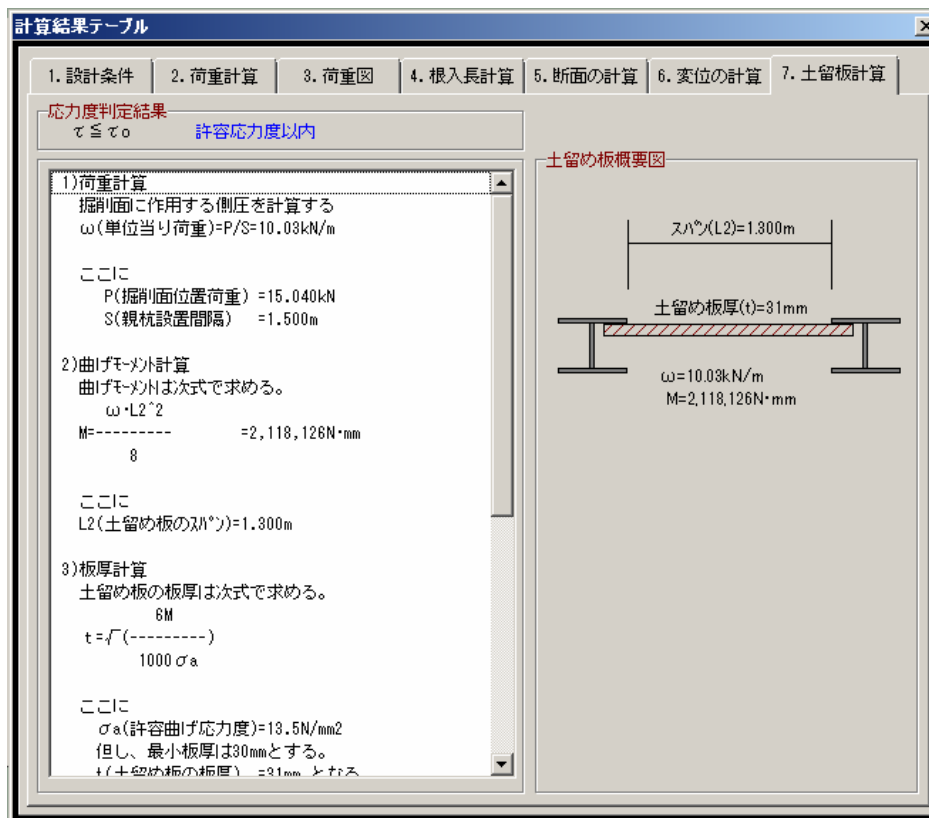 計算結果テーブル
1.設計条件 2.荷重計算 3.荷重図 4.根入長計算 5.断面の計算 6.変位の計算 7.土留板計算
応力度判定結果
τ≦τo 許容応力度以内
1)荷重計算
掘削面に作用する側圧を計算する
ω(単位当り荷重)=P/S=10.03kN/m
ここに
P(掘削面位置荷重) =15.040kN
S(親杭設置間隔) =1.500m
2)曲げモーメント計算
曲げモーメントは次式で求める。
ω・L2^2
M=--------- =2,118,126N・mm
8
ここに
L2(土留め板のスパン)=1.300m
3)板厚計算
土留め板の板厚は次式で求める。
6M
t=√(---------)
1000σa
ここに
σa(許容曲げ応力度)=13.5N/mm2
但し、最小板厚は30mmとする。
t(土留め板の板厚) =31mm となる
土留め板概要図
スパン(L2)=1.300m
土留め板厚(t)=31mm
ω=10.03kN/m
M=2,118,126N・mm